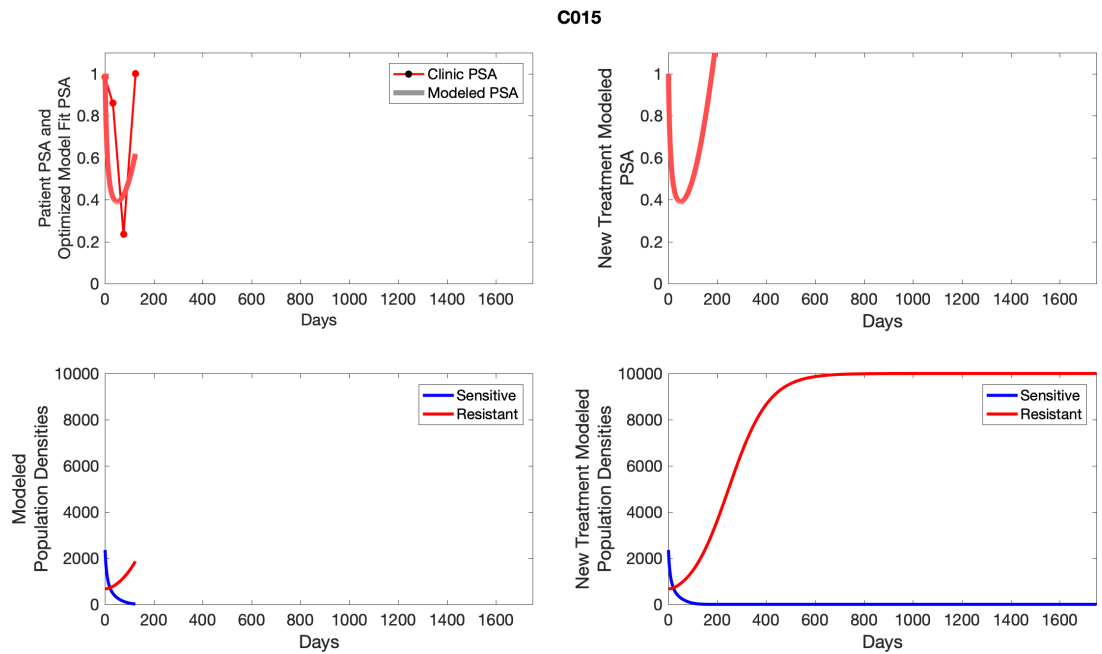 C015
Patient PSA and
Optimized Model Fit PSA
1
0.8
0.6
0.4
0.2
0
0 200 400 600 800 1000 1200 1400 1600
Days
Clinic PSA
Modeled PSA
New Treatment Modeled
PSA
1
0.8
0.6
0.4
0.2
0
0 200 400 600 800 1000 1200 1400 1600
Days
Modeled
Population Densities
10000
8000
6000
4000
2000
0
0 200 400 600 800 1000 1200 1400 1600
Days
Sensitive
Resistant
New Treatment Modeled
Population Densities
10000
8000
6000
4000
2000
0
0 200 400 600 800 1000 1200 1400 1600
Days
Sensitive
Resistant